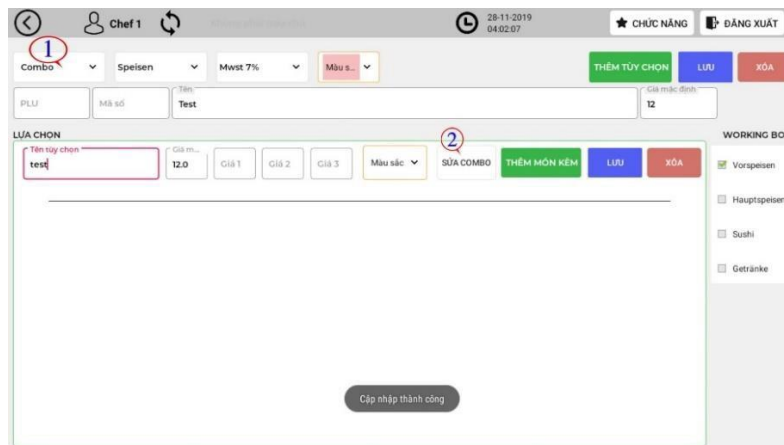 Chef 1
28-11-2019
04:02:07
CHỨC NĂNG
ĐĂNG XUẤT
1
Combo
Speisen
Mwst 7%
Màu s...
THÊM TÙY CHỌN
LƯU
XÓA
PLU
Mã số
Tên
Test
Giá mặc định
12
LỰA CHỌN
WORKING BO
Tên tùy chọn
test
Giá m...
12.0
Giá 1
Giá 2
Giá 3
Màu sắc
2
SỬA COMBO
THÊM MÓN KÈM
LƯU
XÓA
Vorspeisen
Hauptspeisen
Sushi
Getränke
Cập nhập thành công